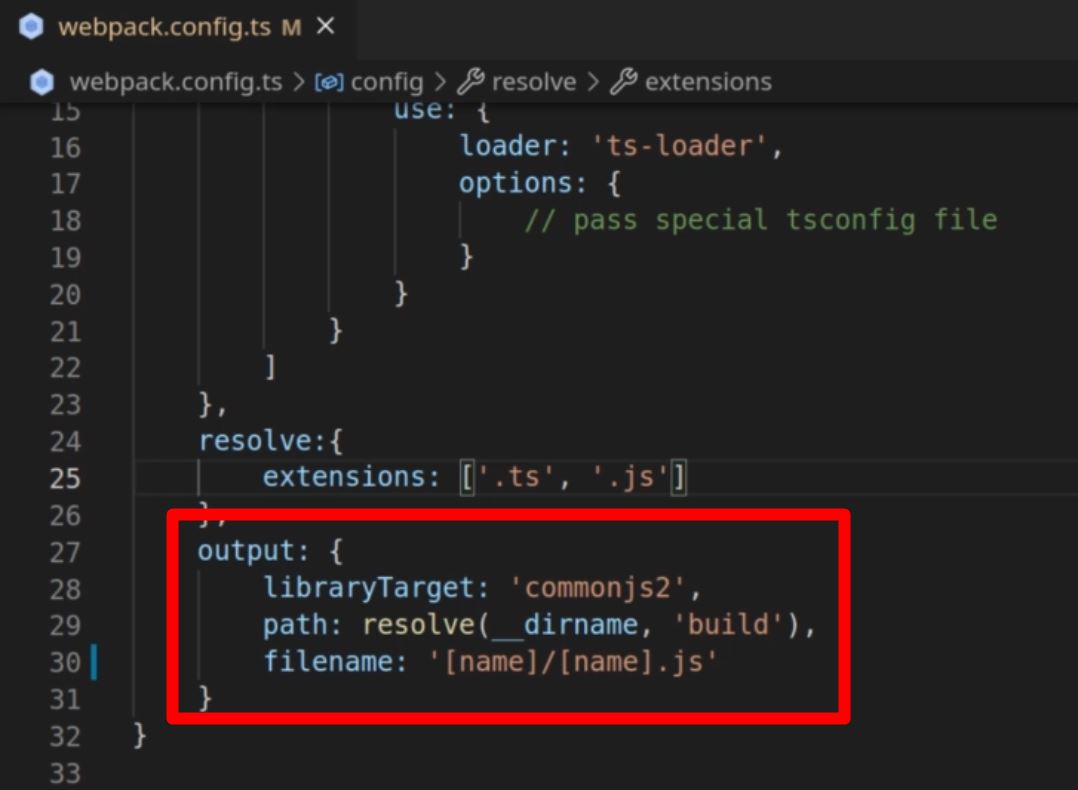 webpack.config.ts M
webpack.config.ts > config > resolve > extensions
15 use: {
16 loader: 'ts-loader',
17 options: {
18 // pass special tsconfig file
19 }
20 }
21 }
22 ]
23 },
24 resolve:{
25 extensions: ['.ts', '.js']
26 },
27 output: {
28 libraryTarget: 'commonjs2',
29 path: resolve(__dirname, 'build'),
30 filename: '[name]/[name].js'
31 }
32 }
33